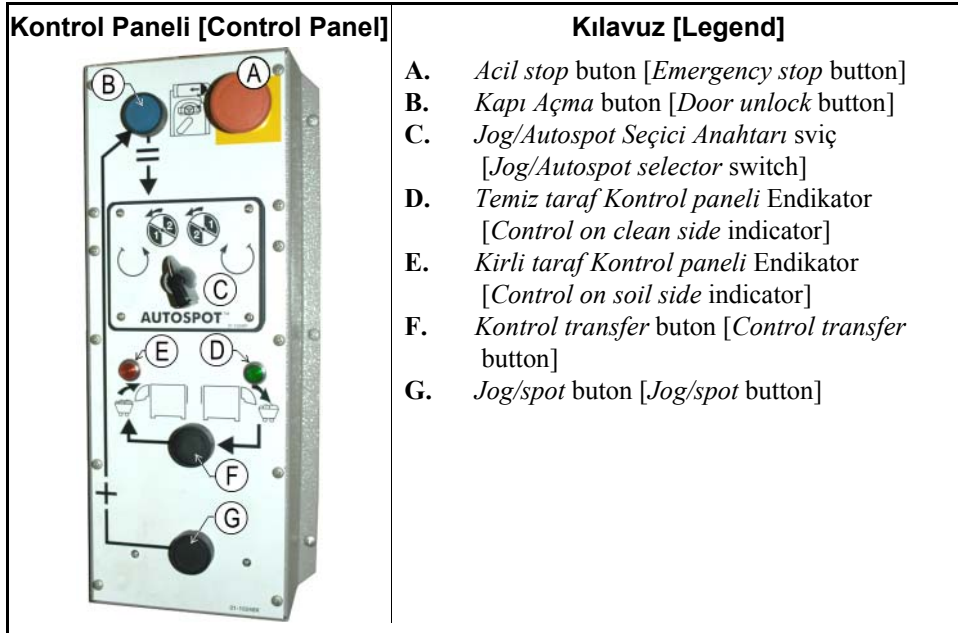 Kontrol Paneli [Control Panel]
Kılavuz [Legend]
A
B
C
AUTOSPOT
E
D
F
G
A. Acil stop buton [Emergency stop button]
B. Kapı Açma buton [Door unlock button]
C. Jog/Autospot Seçici Anahtarı sviç
[Jog/Autospot selector switch]
D. Temiz taraf Kontrol paneli Endikator
[Control on clean side indicator]
E. Kirli taraf Kontrol paneli Endikator
[Control on soil side indicator]
F. Kontrol transfer buton [Control transfer
button]
G. Jog/spot buton [Jog/spot button]